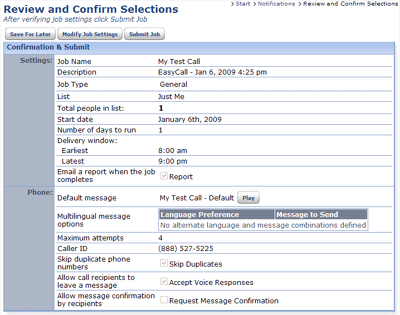 Review and Confirm Selections
> Start > Notifications > Review and Confirm Selections
After verifying job settings click Submit Job
Save For Later Modify Job Settings Submit Job
Confirmation & Submit
Settings: Job Name My Test Call
Description EasyCall - Jan 6, 2009 4:25 pm
Job Type General
List Just Me
Total people in list: 1
Start date January 6th, 2009
Number of days to run 1
Delivery window:
Earliest 8:00 am
Latest 9:00 pm
Email a report when the job
completes Report
Phone: Default message My Test Call - Default Play
Multilingual message
options
Language Preference Message to Send
No alternate language and message combinations defined
Maximum attempts 4
Caller ID (888) 527-5225
Skip duplicate phone
numbers Skip Duplicates
Allow call recipients to
leave a message Accept Voice Responses
Allow message confirmation
by recipients Request Message Confirmation